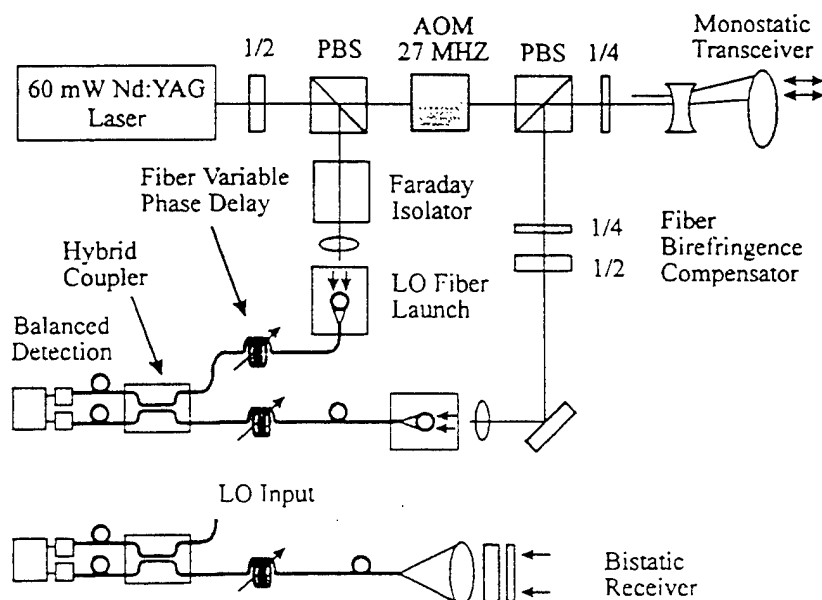 AOM
27 MHZ
1/2
PBS
PBS
1/4
Monostatic
Transceiver
60 mW Nd:YAG
Laser
Fiber Variable
Phase Delay
Faraday
Isolator
Hybrid
Coupler
1/4
1/2
Fiber
Birefringence
Compensator
LO Fiber
Launch
Balanced
Detection
LO Input
Bistatic
Receiver